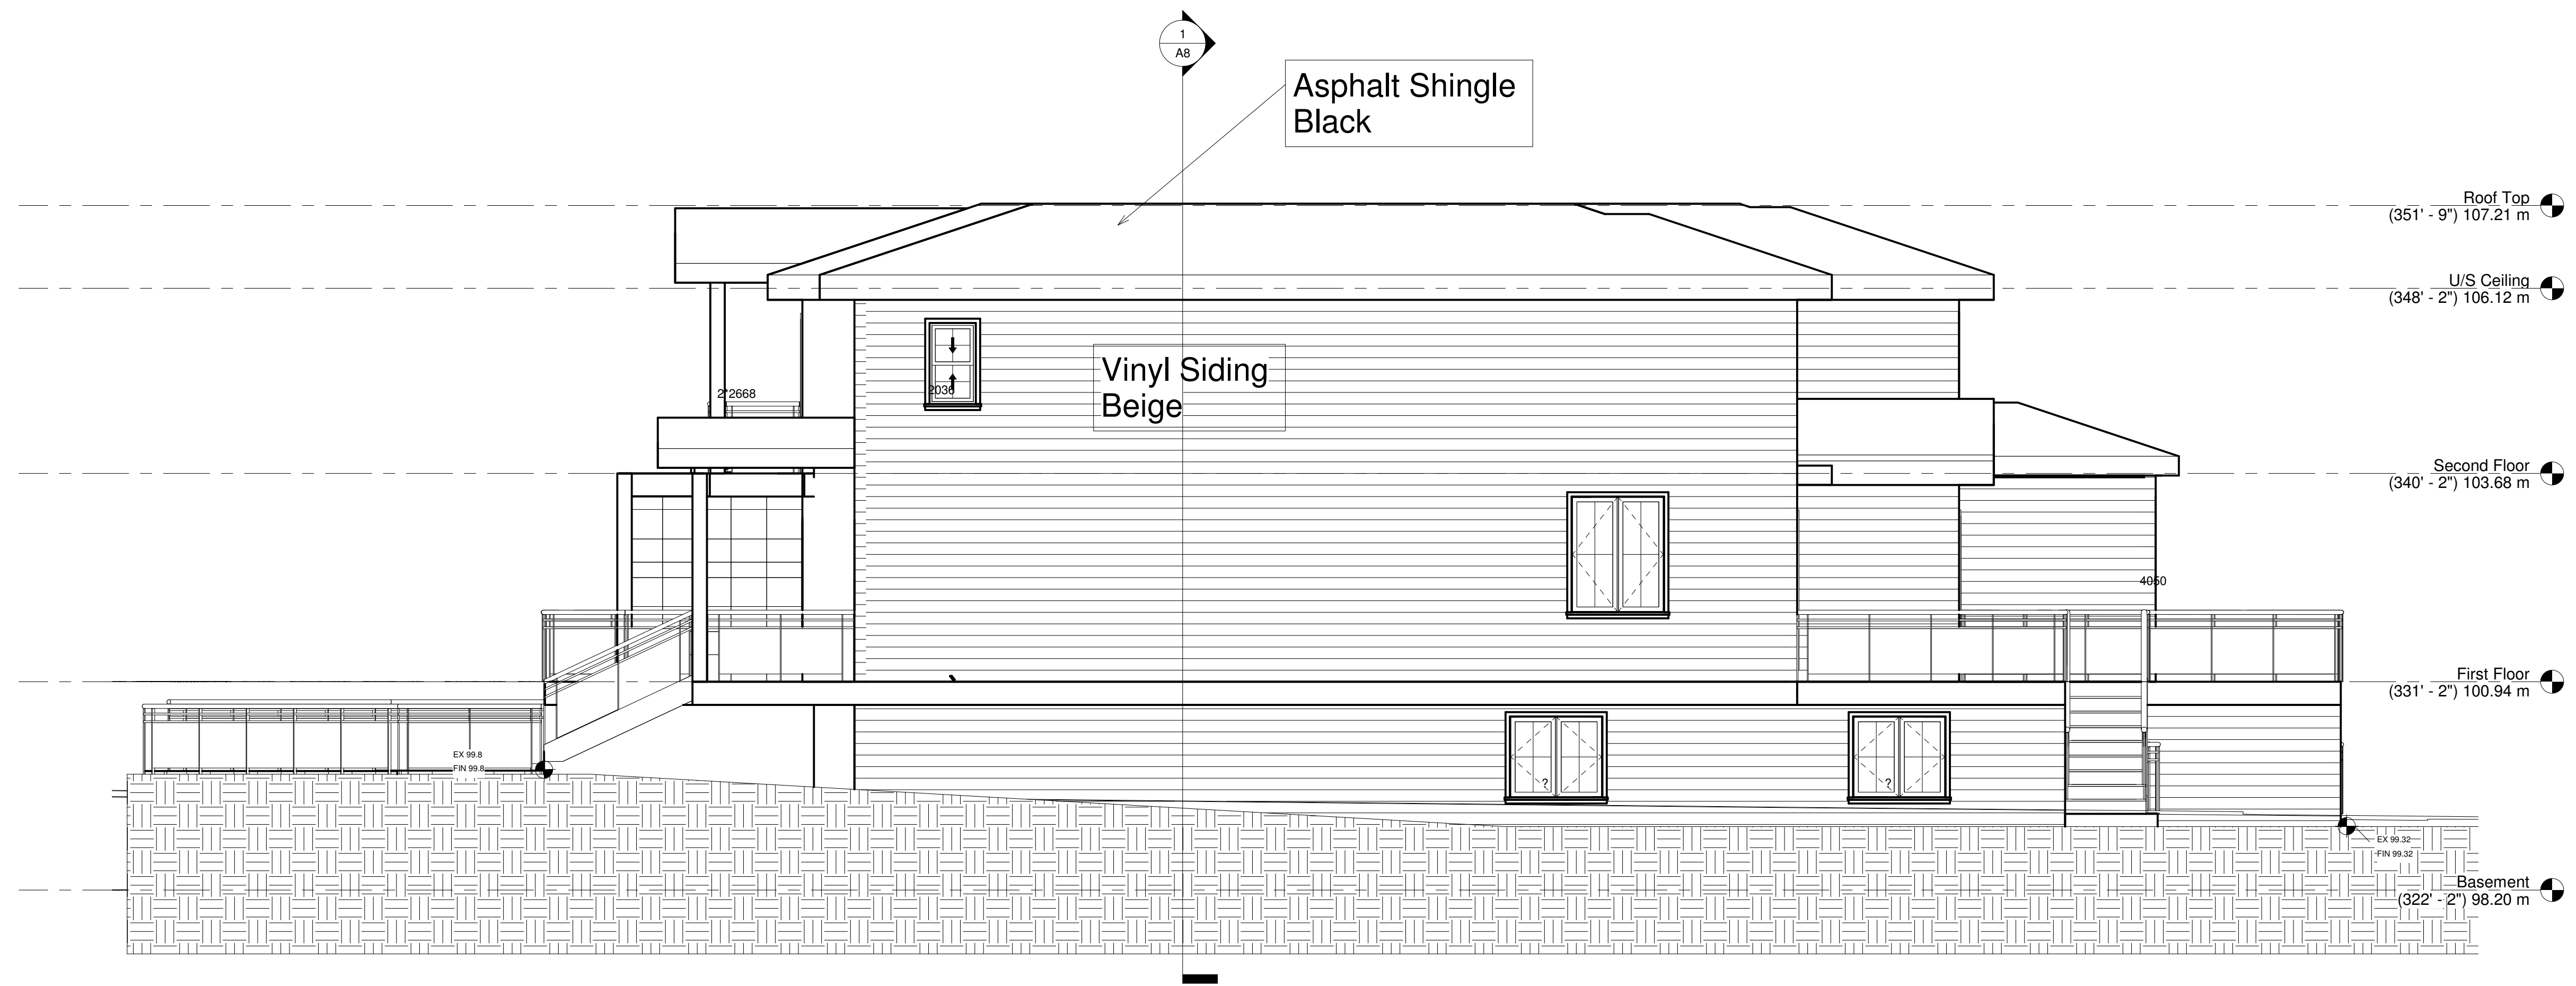 1
A8
Asphalt Shingle
Black
Roof Top
(351' - 9") 107.21 m
U/S Ceiling
(348' - 2") 106.12 m
Vinyl Siding
Beige
2036
2*2668
Second Floor
(340' - 2") 103.68 m
4050
First Floor
(331' - 2") 100.94 m
EX 99.8
FIN 99.8
?
?
EX 99.32
FIN 99.32
Basement
(322' - 2") 98.20 m